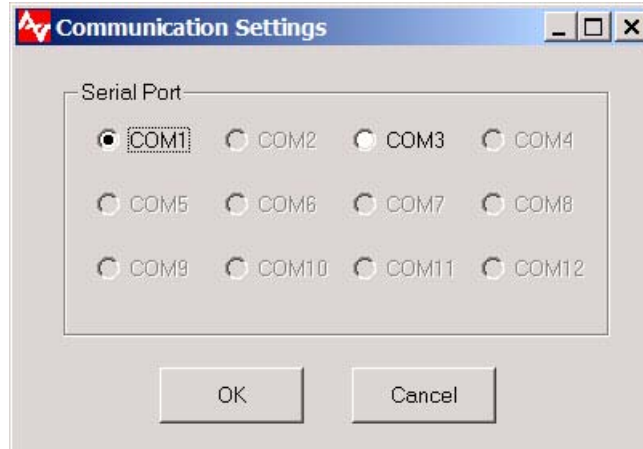 Communication Settings
Serial Port
COM1 COM2 COM3 COM4
COM5 COM6 COM7 COM8
COM9 COM10 COM11 COM12
OK Cancel